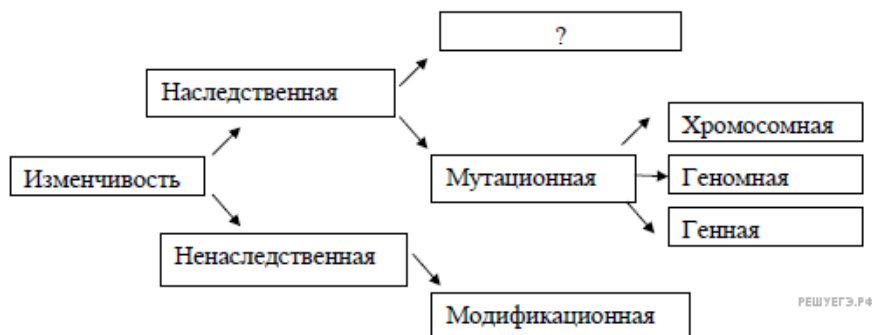 ?
Наследственная
Хромосомная
Изменчивость
Мутационная
Геномная
Генная
Ненаследственная
Модификационная
РЕШУЕГЭ.РФ